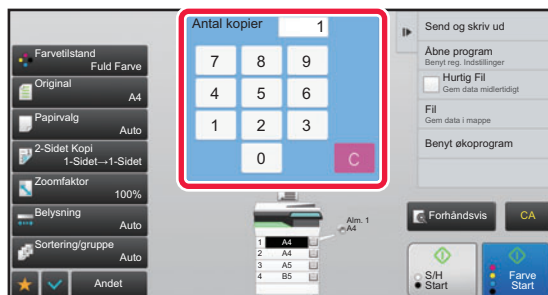 Antal kopier
1
7 8 9
4 5 6
1 2 3
0 C
Farvetilstand
Fuld Farve
Original
A4
Papirvalg
Auto
2-Sidet Kopi
1-Sidet→1-Sidet
Zoomfaktor
100%
Belysning
Auto
Sortering/gruppe
Auto
Andet
Alm. 1
A4
1 A4
2 A4
3 A5
4 B5
Send og skriv ud
Åbne program
Benyt reg. Indstillinger
Hurtig Fil
Gem data midlertidigt
Fil
Gem data i mappe
Benyt økoprogram
Forhåndsvis
CA
S/H
Start
Farve
Start